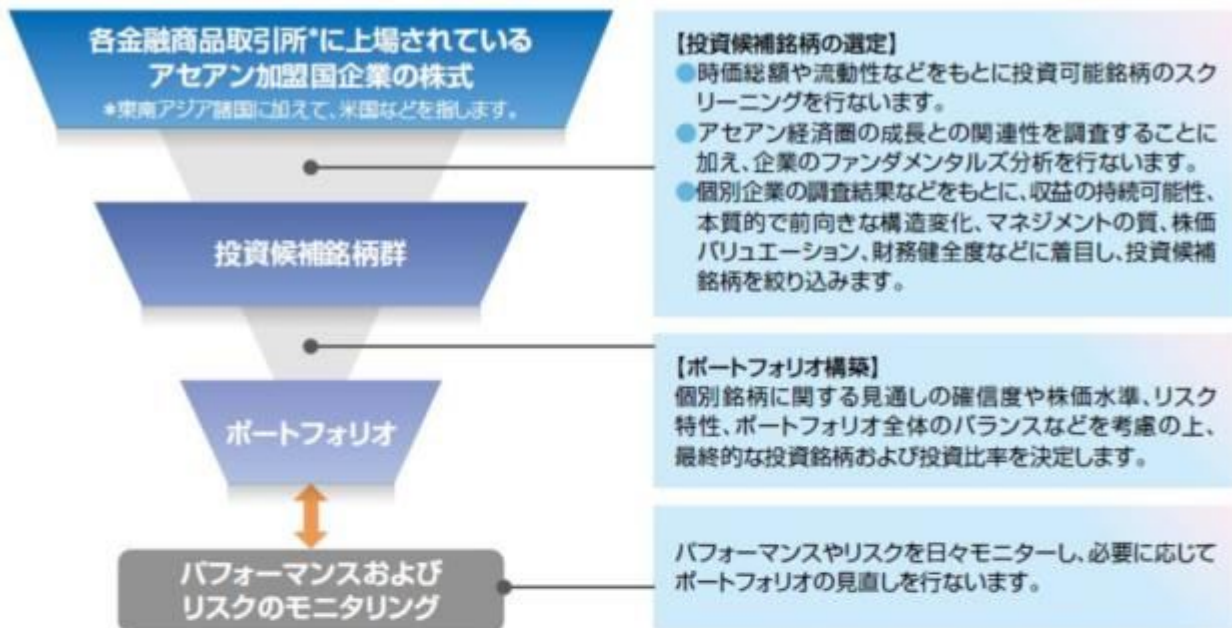 各金融商品取引所*に上場されている
アセアン加盟国企業の株式
*東南アジア諸国に加えて、米国などを指します。
【投資候補銘柄の選定】
●時価総額や流動性などをもとに投資可能銘柄のスク
リーニングを行ないます。
●アセアン経済圏の成長との関連性を調査することに
加え、企業のファンダメンタルズ分析を行ないます。
●個別企業の調査結果などをもとに、収益の持続可能性、
本質的で前向きな構造変化、マネジメントの質、株価
バリュエーション、財務健全度などに着目し、投資候補
銘柄を絞り込みます。
投資候補銘柄群
【ポートフォリオ構築】
個別銘柄に関する見通しの確信度や株価水準、リスク
特性、ポートフォリオ全体のバランスなどを考慮の上、
最終的な投資銘柄および投資比率を決定します。
ポートフォリオ
パフォーマンスおよび
リスクのモニタリング
パフォーマンスやリスクを日々モニターし、必要に応じて
ポートフォリオの見直しを行ないます。